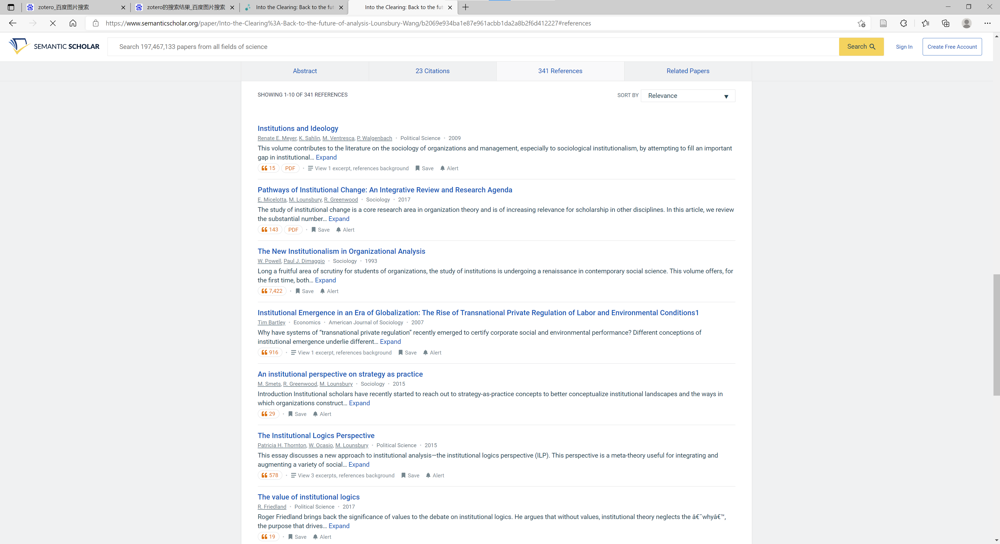 zotero_百度图片搜索
zotero的搜索结果_百度图片搜索
Into the Clearing: Back to the fut
Into the Clearing: Back to the fut
https://www.semanticscholar.org/paper/Into-the-Clearing%3A-Back-to-the-future-of-analysis-Lounsbury-Wang/b2069e934ba1e87e961acbb1da2a8b2f6d412227#references
SEMANTIC SCHOLAR
Search 197,467,133 papers from all fields of science
Search
Sign In
Create Free Account
Abstract
23 Citations
341 References
Related Papers
SHOWING 1-10 OF 341 REFERENCES
SORT BY
Relevance
Institutions and Ideology
Renate E. Meyer, K. Sahlin, M. Ventresca, P. Walgenbach • Political Science • 2009
This volume contributes to the literature on the sociology of organizations and management, especially to sociological institutionalism, by attempting to fill an important
gap in institutional... Expand
15 PDF • View 1 excerpt, references background Save Alert
Pathways of Institutional Change: An Integrative Review and Research Agenda
E. Micelotta, M. Lounsbury, R. Greenwood • Sociology • 2017
The study of institutional change is a core research area in organization theory and is of increasing relevance for scholarship in other disciplines. In this article, we review
the substantial number... Expand
143 PDF • Save Alert
The New Institutionalism in Organizational Analysis
W. Powell, Paul J. Dimaggio • Sociology • 1993
Long a fruitful area of scrutiny for students of organizations, the study of institutions is undergoing a renaissance in contemporary social science. This volume offers, for
the first time, both... Expand
7,422 • Save Alert
Institutional Emergence in an Era of Globalization: The Rise of Transnational Private Regulation of Labor and Environmental Conditions1
Tim Bartley • Economics • American Journal of Sociology • 2007
Why have systems of “transnational private regulation” recently emerged to certify corporate social and environmental performance? Different conceptions of
institutional emergence underlie different... Expand
916 • View 1 excerpt, references background Save Alert
An institutional perspective on strategy as practice
M. Smets, R. Greenwood, M. Lounsbury • Sociology • 2015
Introduction Institutional scholars have recently started to reach out to strategy-as-practice concepts to better conceptualize institutional landscapes and the ways in
which organizations construct... Expand
29 • Save Alert
The Institutional Logics Perspective
Patricia H. Thornton, W. Ocasio, M. Lounsbury • Political Science • 2015
This essay discusses a new approach to institutional analysis—the institutional logics perspective (ILP). This perspective is a meta-theory useful for integrating and
augmenting a variety of social... Expand
578 • View 3 excerpts, references background Save Alert
The value of institutional logics
R. Friedland • Political Science • 2017
Roger Friedland brings back the significance of values to the debate on institutional logics. He argues that without values, institutional theory neglects the â€˜whyâ€™,
the purpose that drives... Expand
19 • Save Alert